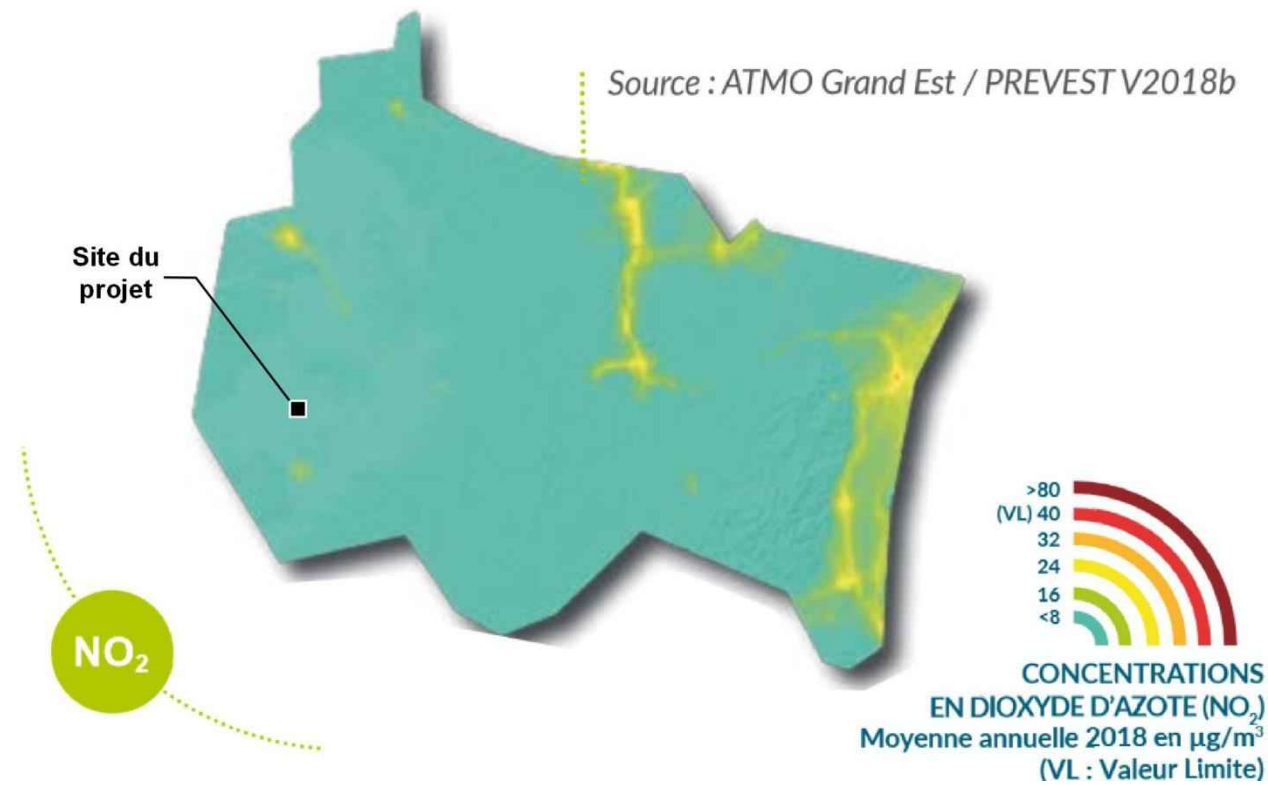 Source : ATMO Grand Est / PREVEST V2018b
Site du
projet
>80
(VL) 40
32
24
16
<8
NO₂
CONCENTRATIONS
EN DIOXYDE D'AZOTE (NO₂)
Moyenne annuelle 2018 en µg/m³
(VL : Valeur Limite)